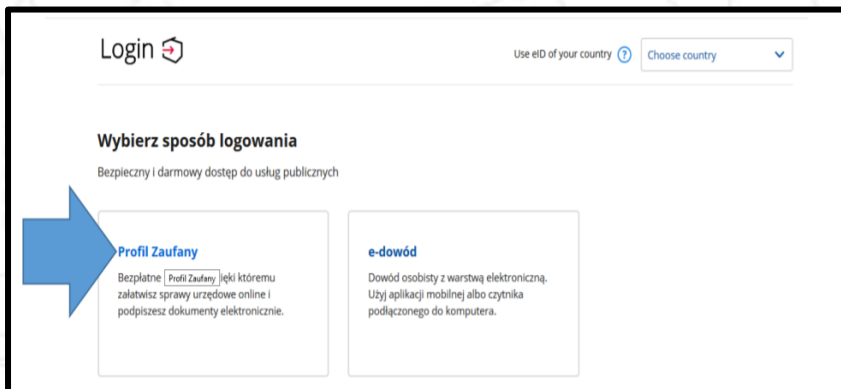 Login
Use eID of your country ? Choose country
Wybierz sposób logowania
Bezpieczny i darmowy dostęp do usług publicznych
Profil Zaufany
Bezpłatne Profil Zaufany ięki któremu
załatwisz sprawy urzędowe online i
podpiszesz dokumenty elektronicznie.
e-dowód
Dowód osobisty z warstwą elektroniczną.
Użyj aplikacji mobilnej albo czytnika
podłączonego do komputera.